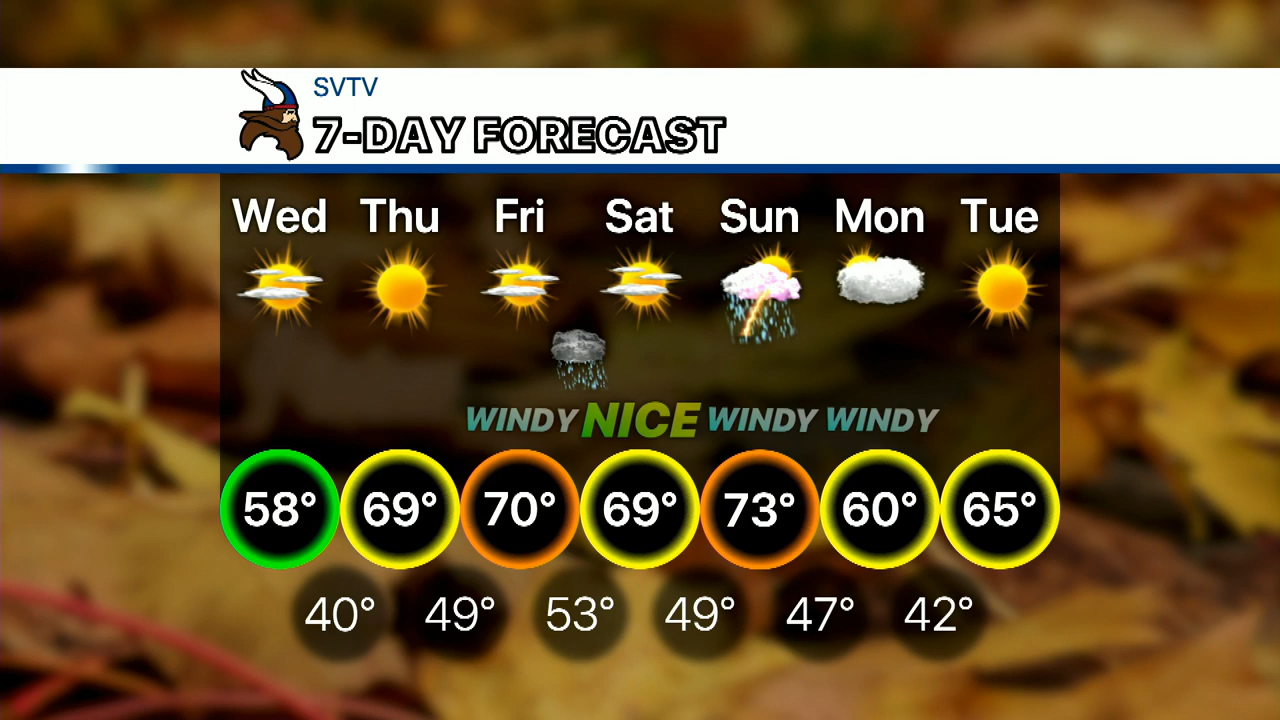 SVTV
7-DAY FORECAST
Wed Thu Fri Sat Sun Mon Tue
WINDY NICE WINDY WINDY
58° 69° 70° 69° 73° 60° 65°
40° 49° 53° 49° 47° 42°